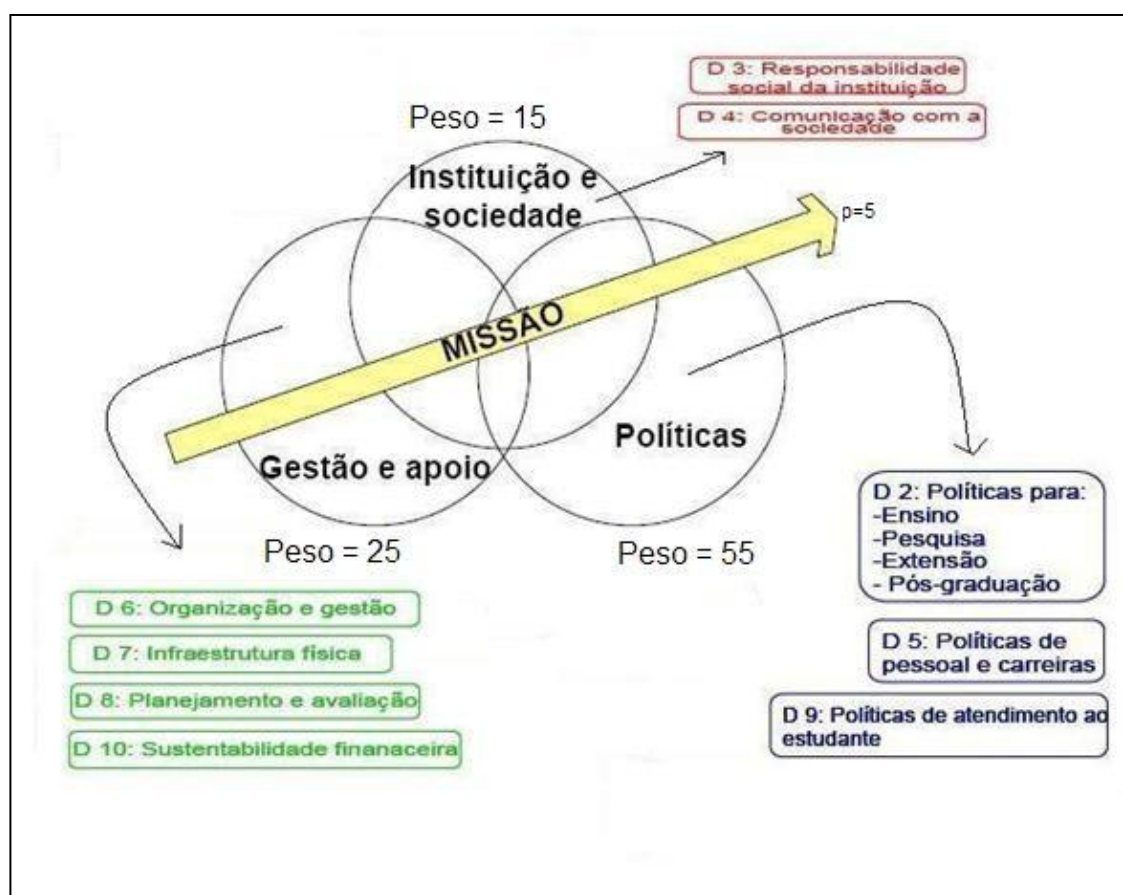 D 3: Responsabilidade
social da instituição
D 4: Comunicação com a
sociedade
Peso = 15
Instituição e
sociedade
p=5
MISSÃO
Políticas
Gestão e apoio
Peso = 25
Peso = 55
D 2: Políticas para:
-Ensino
-Pesquisa
-Extensão
- Pós-graduação
D 5: Políticas de
pessoal e carreiras
D 9: Políticas de atendimento ao
estudante
D 6: Organização e gestão
D 7: Infraestrutura física
D 8: Planejamento e avaliação
D 10: Sustentabilidade finanaceira